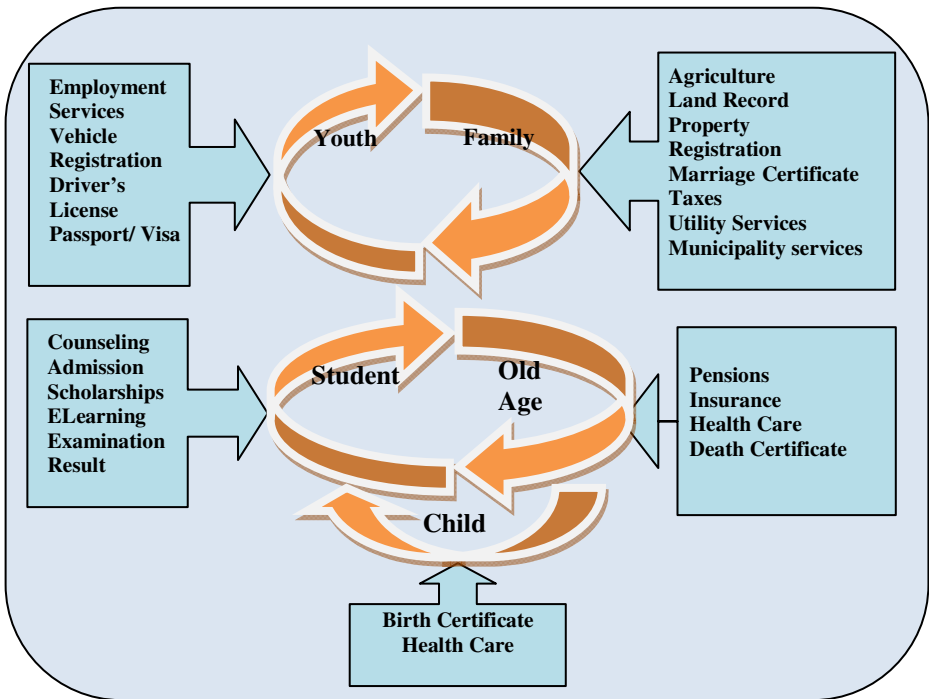 Employment
Services
Vehicle
Registration
Driver's
License
Passport/ Visa
Youth
Family
Agriculture
Land Record
Property
Registration
Marriage Certificate
Taxes
Utility Services
Municipality services
Counseling
Admission
Scholarships
ELearning
Examination
Result
Student
Old
Age
Pensions
Insurance
Health Care
Death Certificate
Child
Birth Certificate
Health Care